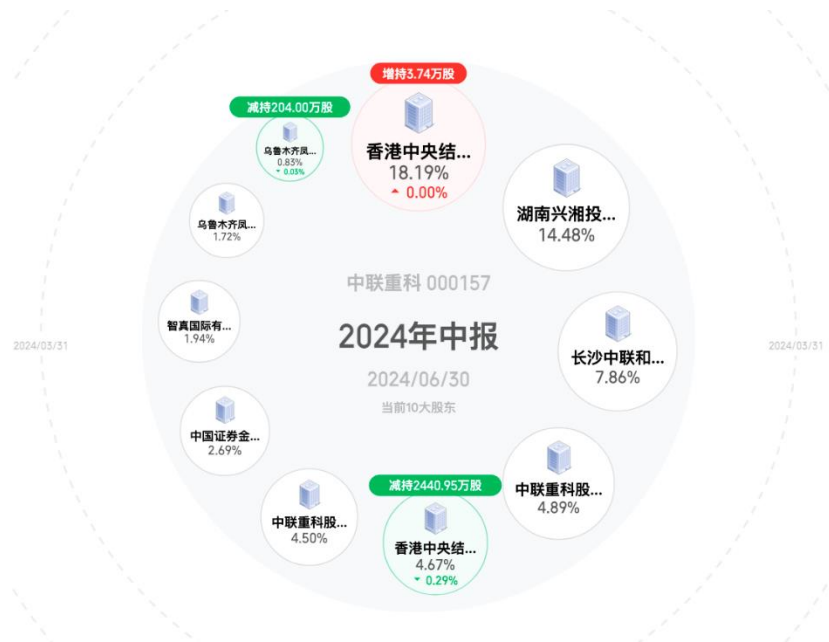 增持3.74万股
香港中央结...
18.19%
0.00%
湖南兴湘投...
14.48%
长沙中联和...
7.86%
中联重科股...
4.89%
减持2440.95万股
香港中央结...
4.67%
0.29%
中联重科股...
4.50%
中国证券金...
2.69%
智真国际有...
1.94%
乌鲁木齐凤...
1.72%
减持204.00万股
乌鲁木齐凤...
0.83%
0.03%
中联重科 000157
2024年中报
2024/06/30
当前10大股东
2024/03/31
2024/03/31